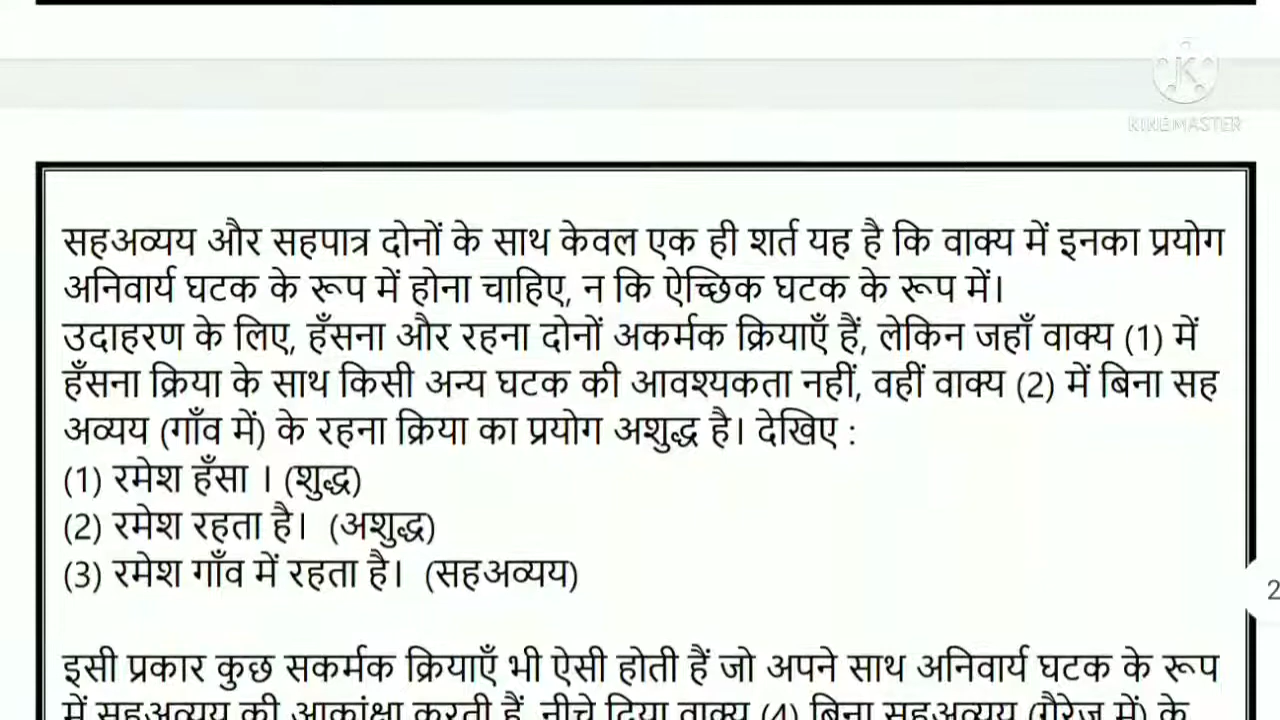 KINEMASTER
सहअव्यय और सहपात्र दोनों के साथ केवल एक ही शर्त यह है कि वाक्य में इनका प्रयोग
अनिवार्य घटक के रूप में होना चाहिए, न कि ऐच्छिक घटक के रूप में।
उदाहरण के लिए, हँसना और रहना दोनों अकर्मक क्रियाएँ हैं, लेकिन जहाँ वाक्य (1) में
हँसना क्रिया के साथ किसी अन्य घटक की आवश्यकता नहीं, वहीं वाक्य (2) में बिना सह
अव्यय (गाँव में) के रहना क्रिया का प्रयोग अशुद्ध है। देखिए :
(1) रमेश हँसा । (शुद्ध)
(2) रमेश रहता है। (अशुद्ध)
(3) रमेश गाँव में रहता है। (सहअव्यय)
2
इसी प्रकार कुछ सकर्मक क्रियाएँ भी ऐसी होती हैं जो अपने साथ अनिवार्य घटक के रूप
में सहअव्यय की आकांक्षा करती हैं, नीचे दिया वाक्य (4) बिना सहअव्यय (गैरेज में) के